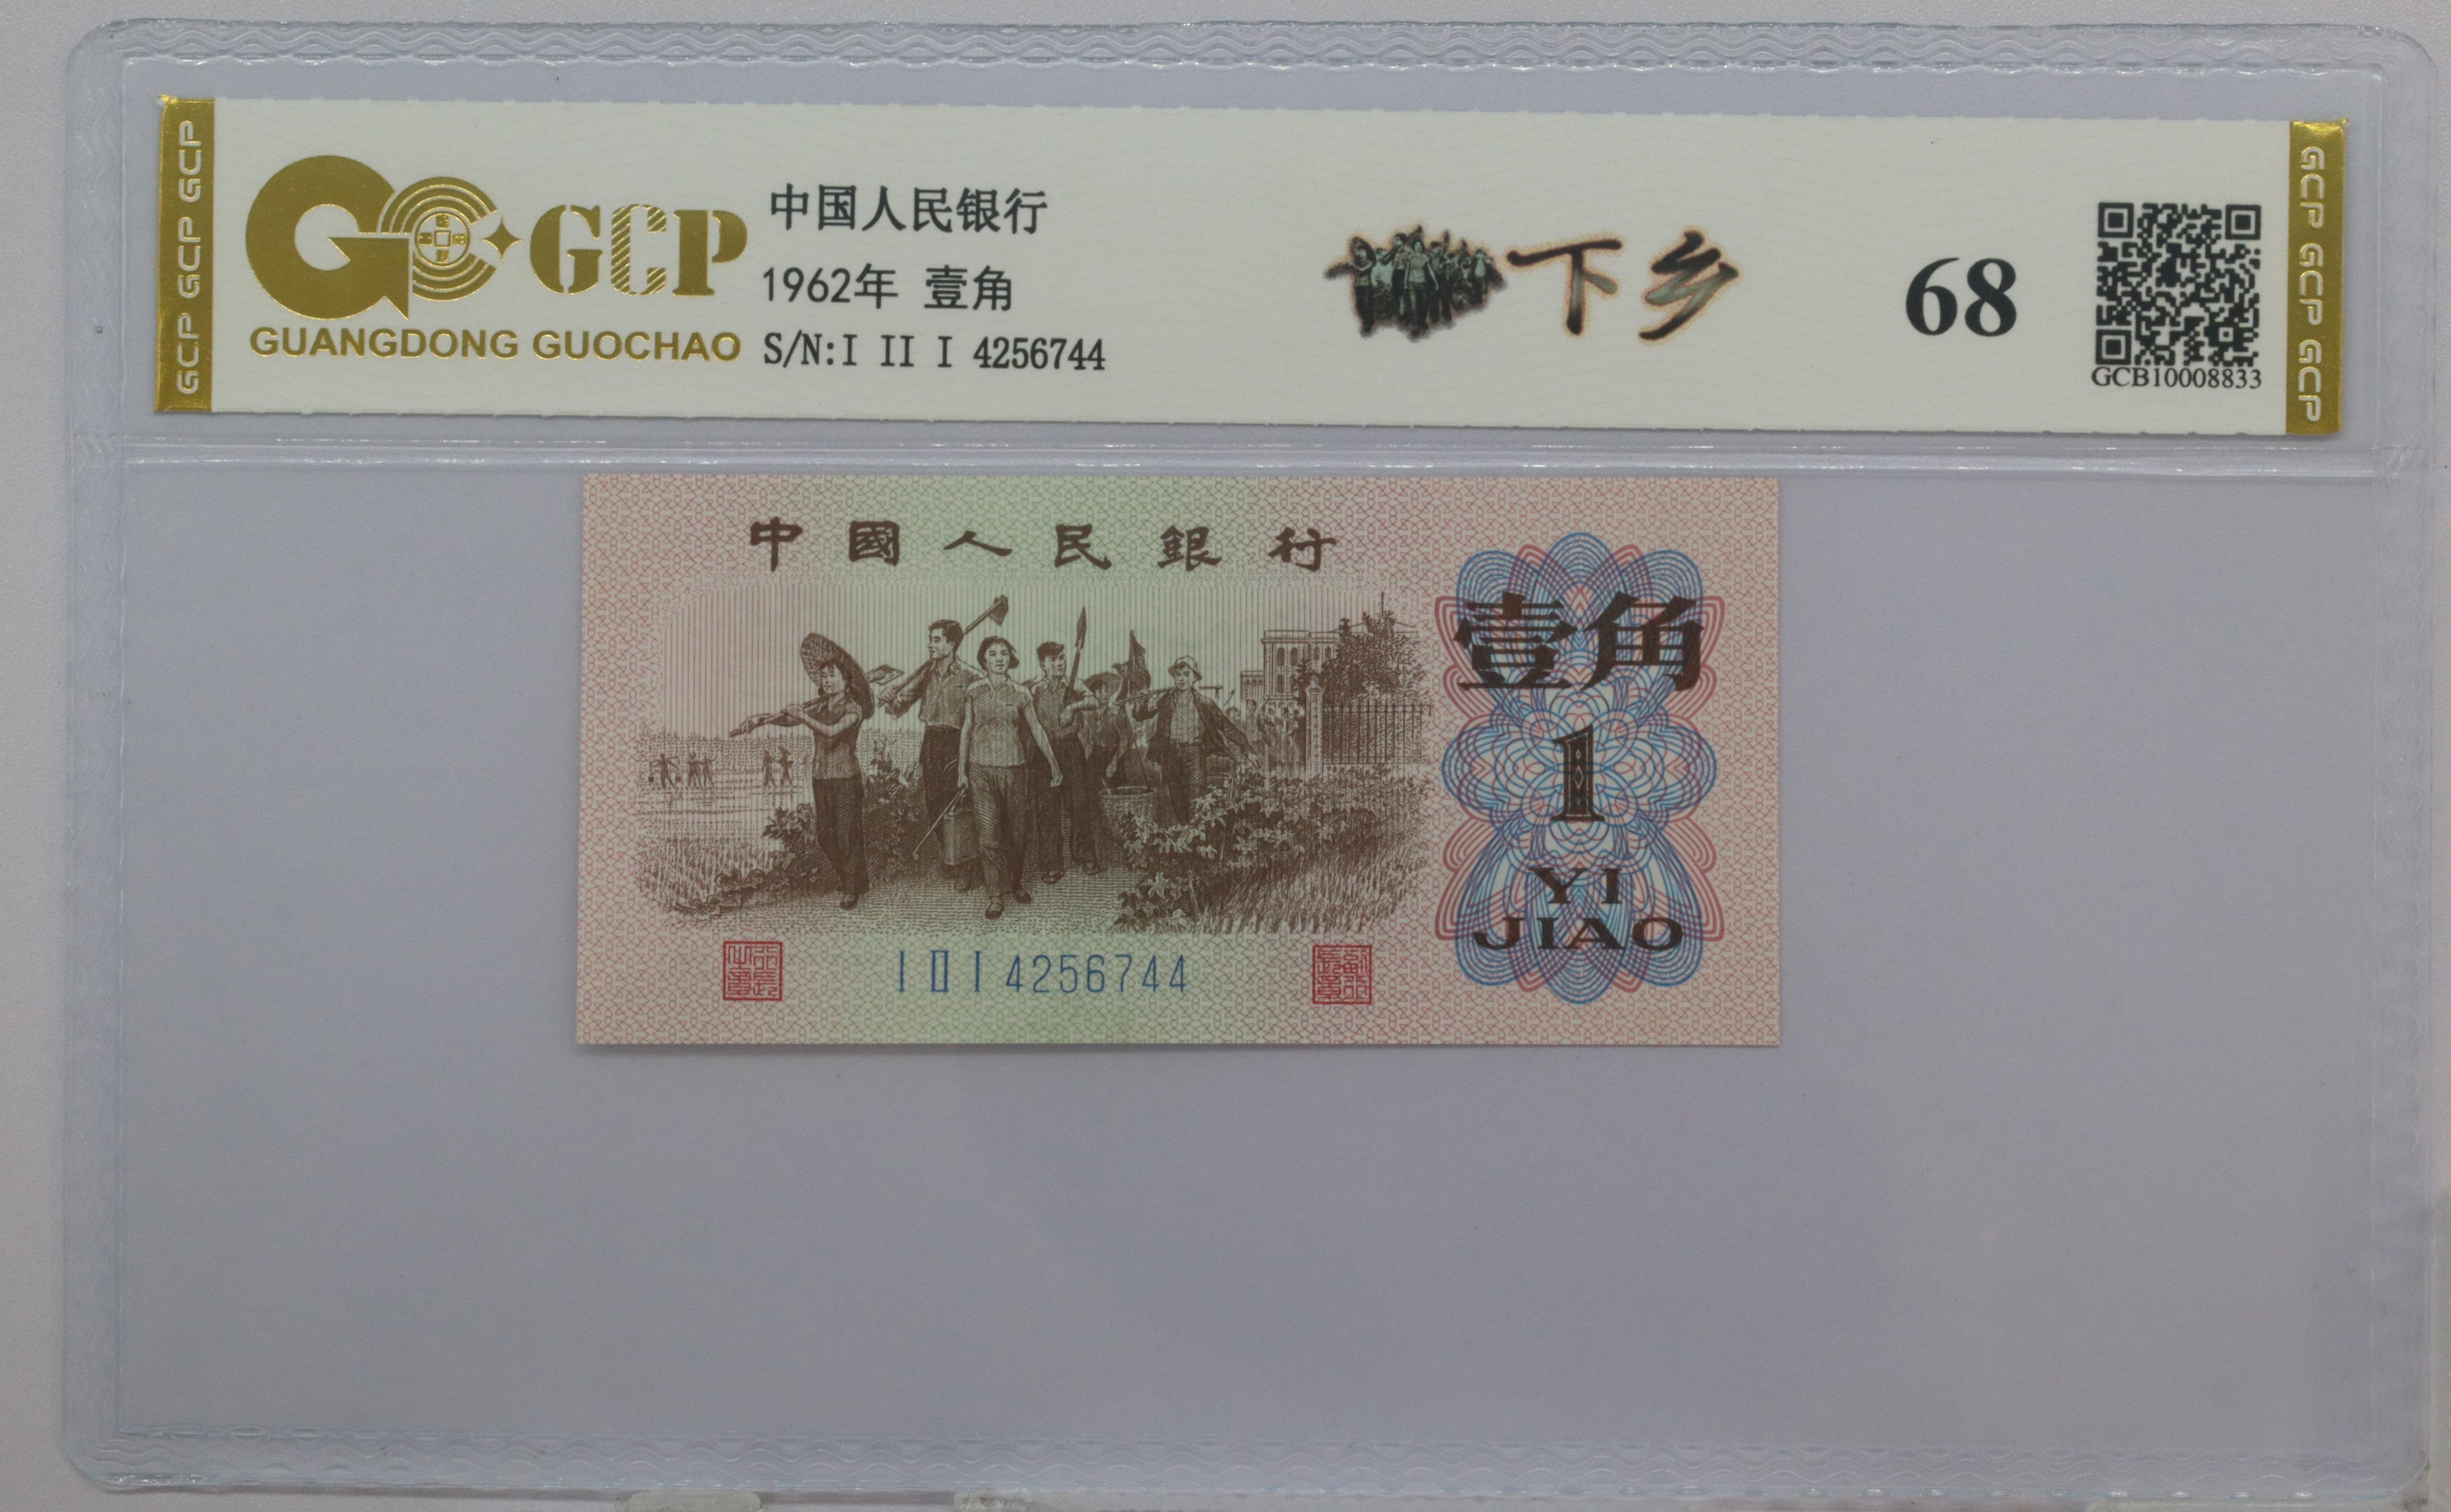 GCP GCP GCP
GCP
GUANGDONG GUOCHAO
中国人民银行
1962年 壹角
S/N:I II I 4256744
下乡
68
GCB10008833
GCP GCP GCP GCP
中國人民銀行
壹角
1
YI
JIAO
I II I 4256744